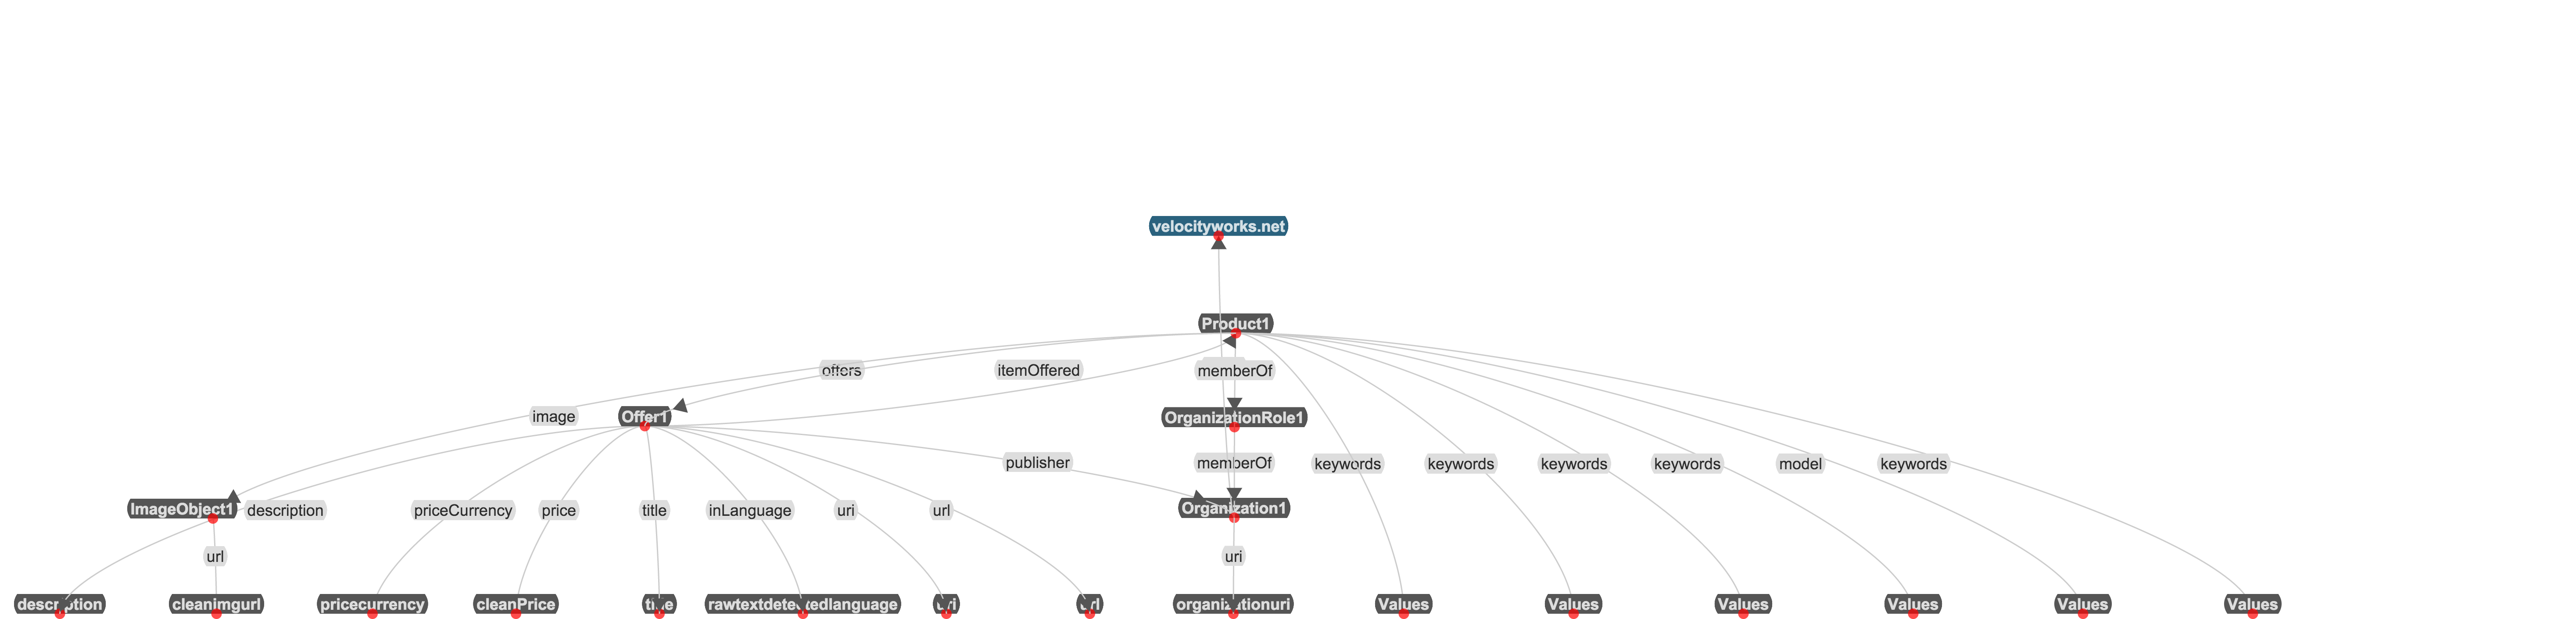 velocityworks.net
Product1
offers
itemOffered
memberOf
image
Offer1
OrganizationRole1
publisher
memberOf
keywords
keywords
keywords
keywords
model
keywords
ImageObject1
description
priceCurrency
price
title
inLanguage
uri
url
Organization1
url
uri
description
cleanimgurl
pricecurrency
cleanPrice
title
rawtextdetectedlanguage
uri
url
organizationuri
Values
Values
Values
Values
Values
Values